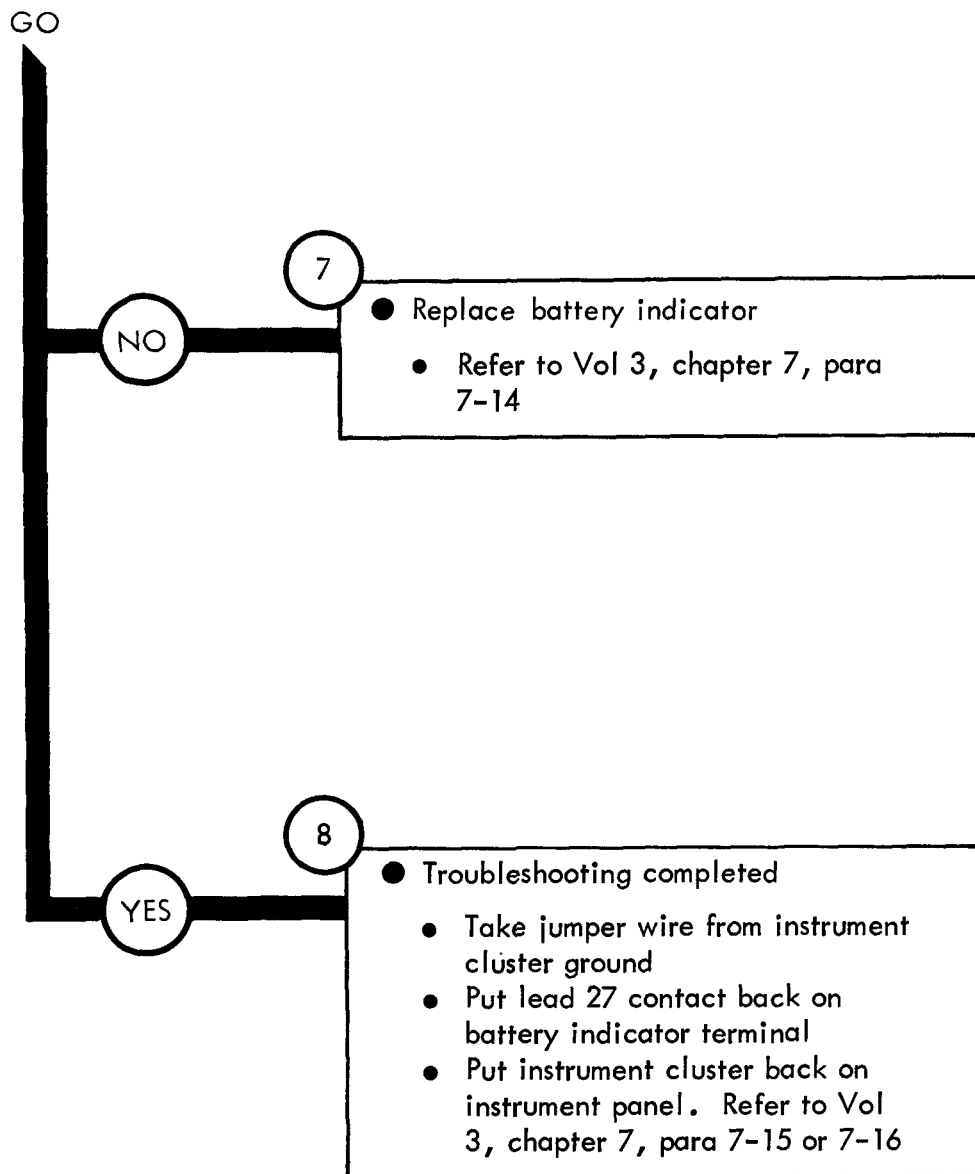 GO
7
NO
● Replace battery indicator
● Refer to Vol 3, chapter 7, para
7-14
8
YES
● Troubleshooting completed
● Take jumper wire from instrument
cluster ground
● Put lead 27 contact back on
battery indicator terminal
● Put instrument cluster back on
instrument panel. Refer to Vol
3, chapter 7, para 7-15 or 7-16